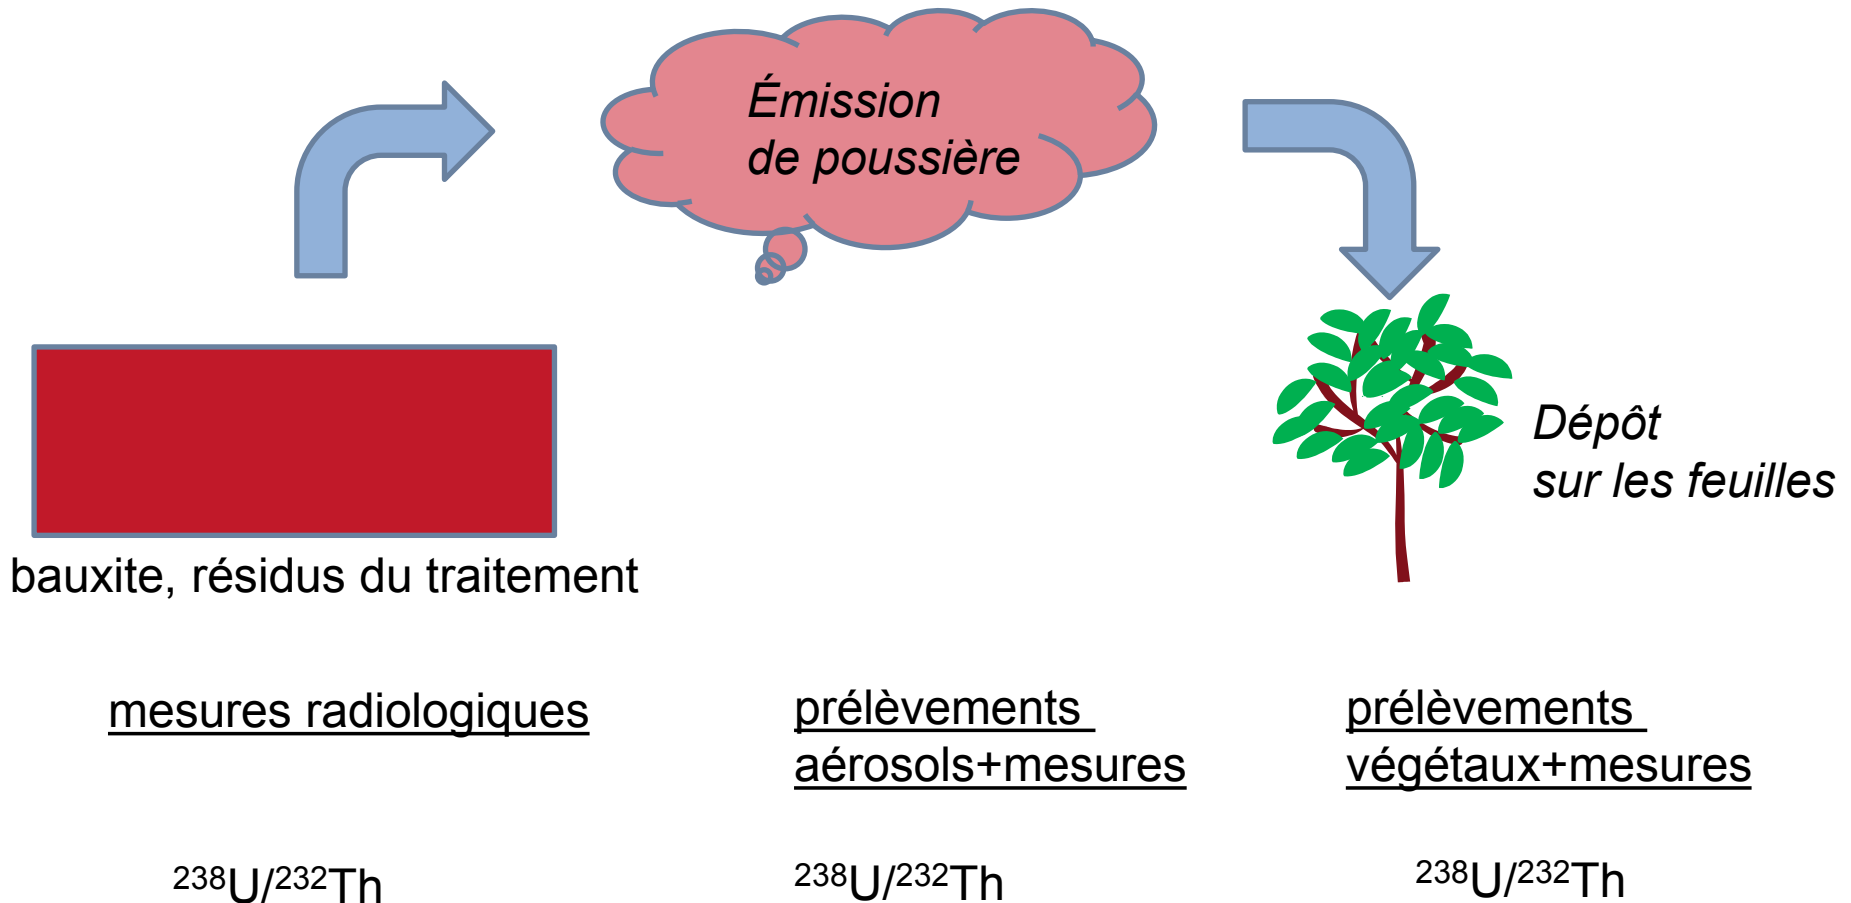 Émission
de poussière
Dépôt
sur les feuilles
bauxite, résidus du traitement
mesures radiologiques
prélèvements
aérosols+mesures
prélèvements
végétaux+mesures
²³⁸U/²³²Th
²³⁸U/²³²Th
²³⁸U/²³²Th